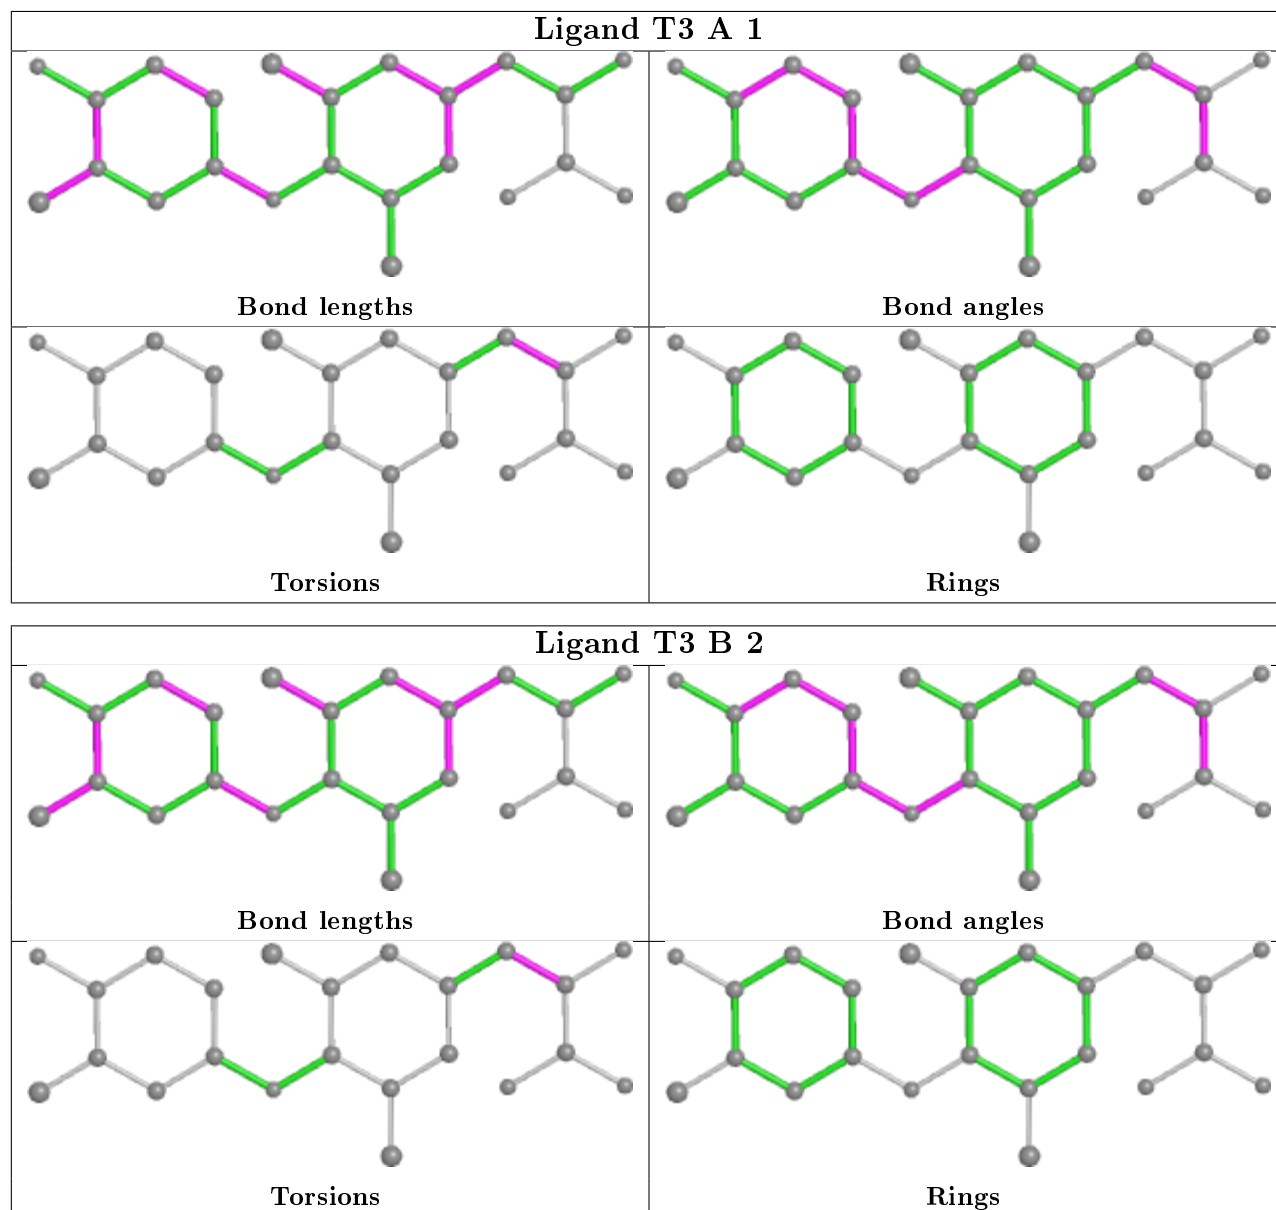 Ligand T3 A 1
Bond lengths
Bond angles
Torsions
Rings
Ligand T3 B 2
Bond lengths
Bond angles
Torsions
Rings